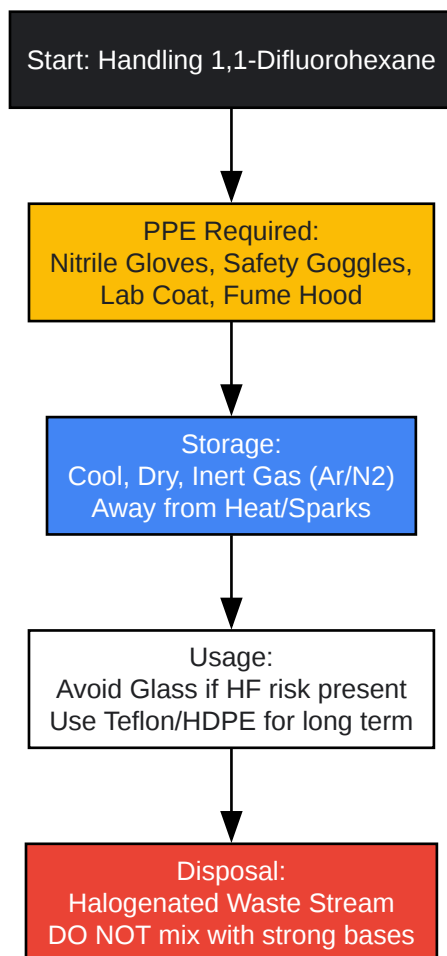 Start: Handling 1,1-Difluorohexane
PPE Required:
Nitrile Gloves, Safety Goggles,
Lab Coat, Fume Hood
Storage:
Cool, Dry, Inert Gas (Ar/N2)
Away from Heat/Sparks
Usage:
Avoid Glass if HF risk present
Use Teflon/HDPE for long term
Disposal:
Halogenated Waste Stream
DO NOT mix with strong bases